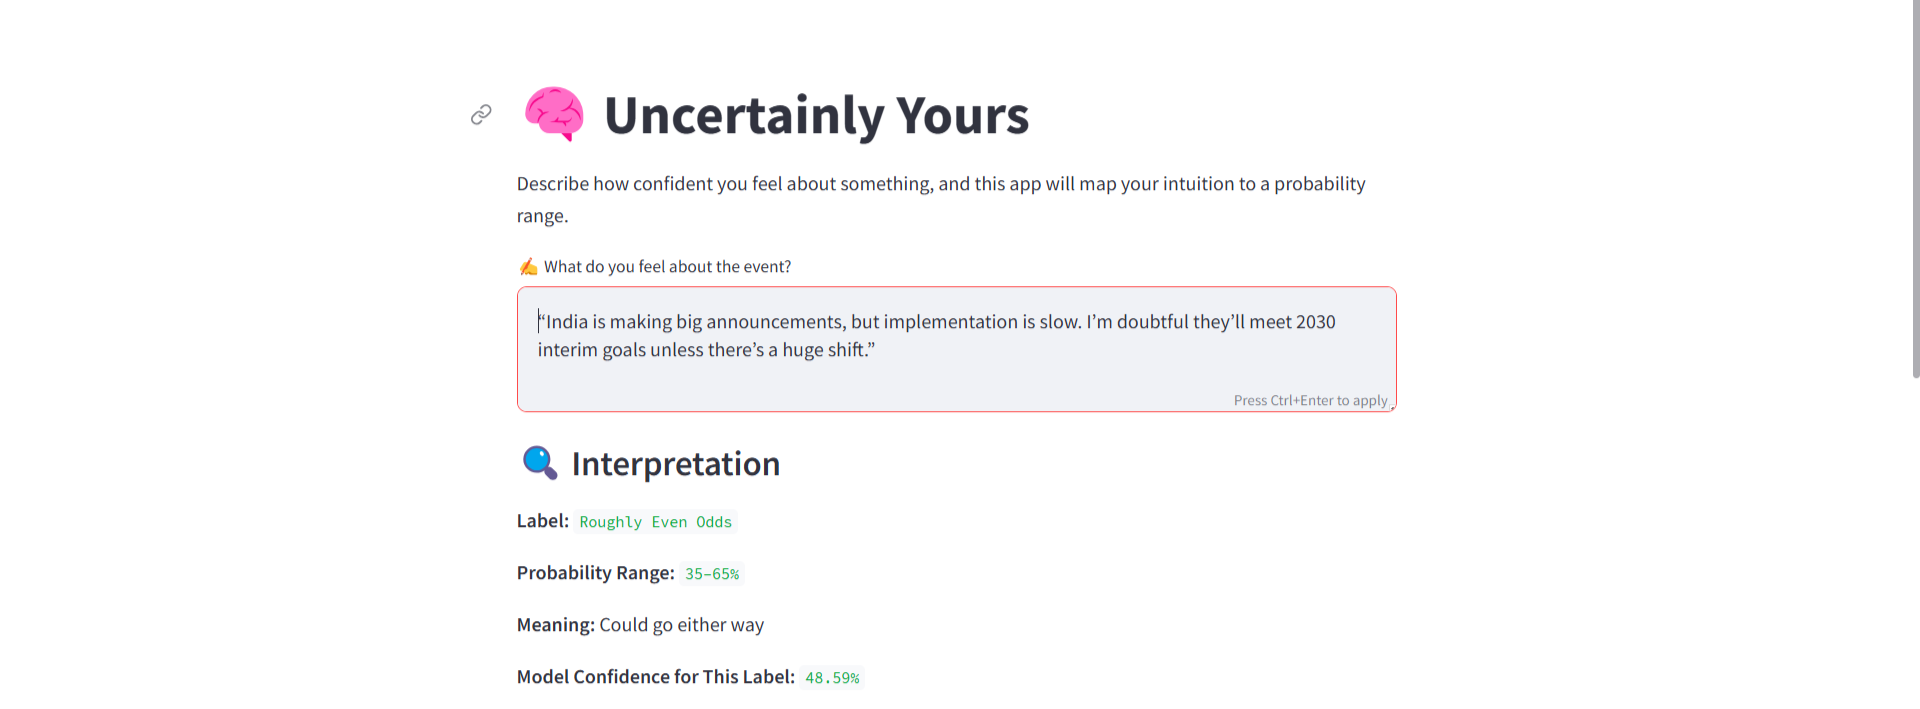 Uncertainly Yours
Describe how confident you feel about something, and this app will map your intuition to a probability
range.
✍️ What do you feel about the event?
“India is making big announcements, but implementation is slow. I’m doubtful they’ll meet 2030
interim goals unless there’s a huge shift.”
Press Ctrl+Enter to apply
Interpretation
Label: Roughly Even Odds
Probability Range: 35–65%
Meaning: Could go either way
Model Confidence for This Label: 48.59%